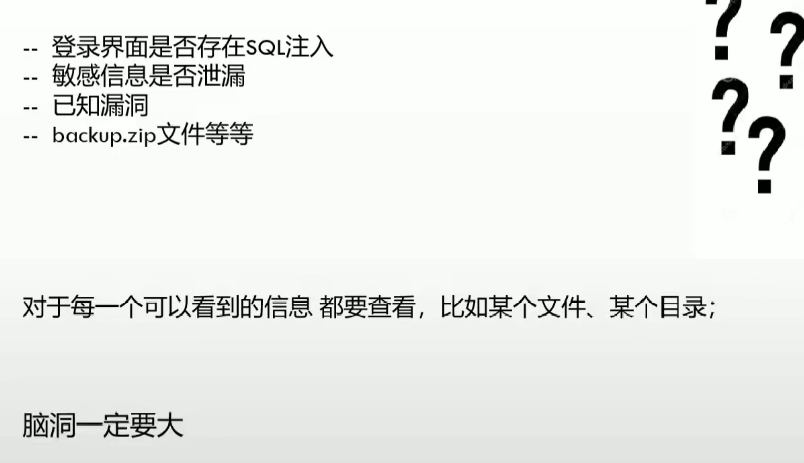 -- 登录界面是否存在SQL注入
-- 敏感信息是否泄漏
-- 已知漏洞
-- backup.zip文件等等
? ?
? ?
对于每一个可以看到的信息 都要查看，比如某个文件、某个目录；
脑洞一定要大